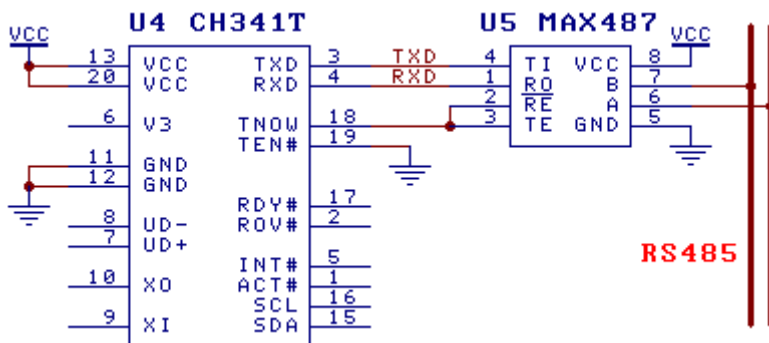 U4 CH341T
U5 MAX487
VCC
VCC
13 VCC TXD 3 TXD 4 TI VCC 8
20 VCC RXD 4 RXD 1 RO B 7
2 RE A 6
6 V3 TNOW 18 3 TE GND 5
TEN# 19
11 GND
12 GND
RDY# 17
8 UD- ROV# 2
7 UD+
INT# 5
RS485
10 XO ACT# 1
SCL 16
9 XI SDA 15